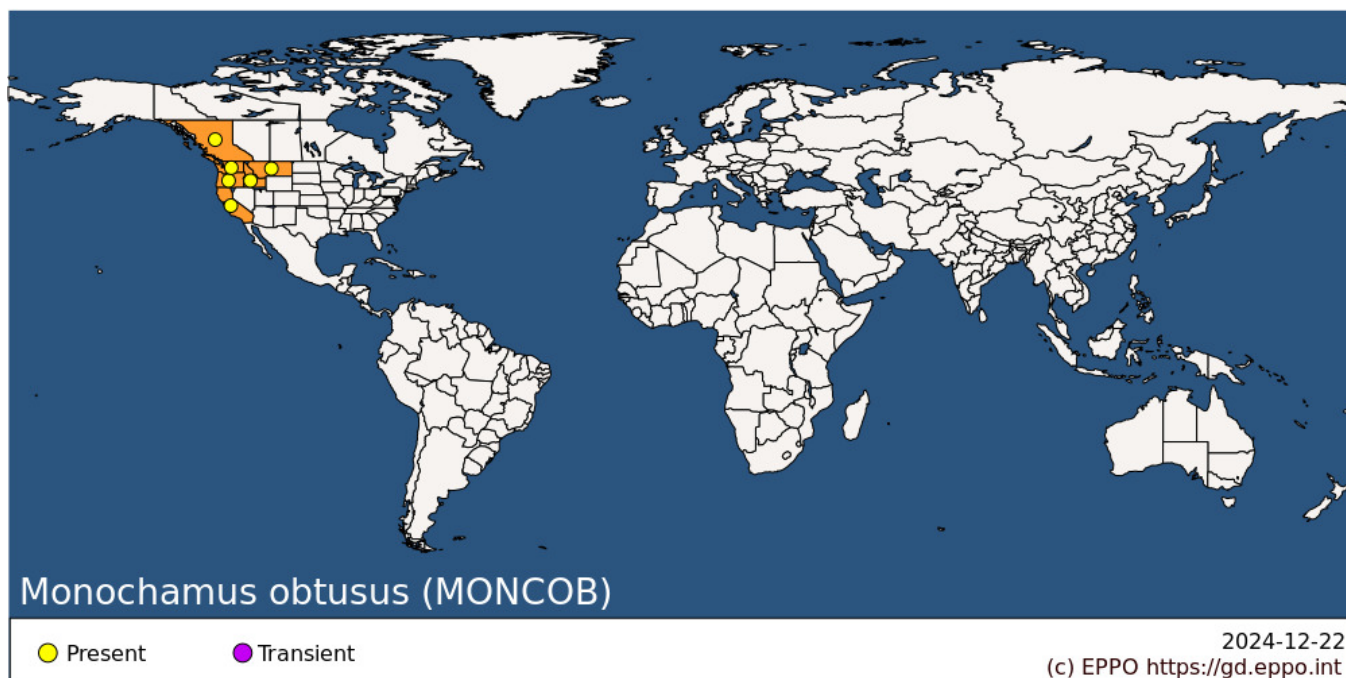 Monochamus obtusus (MONCOB)
Present
Transient
2024-12-22
(c) EPPO https://gd.eppo.int